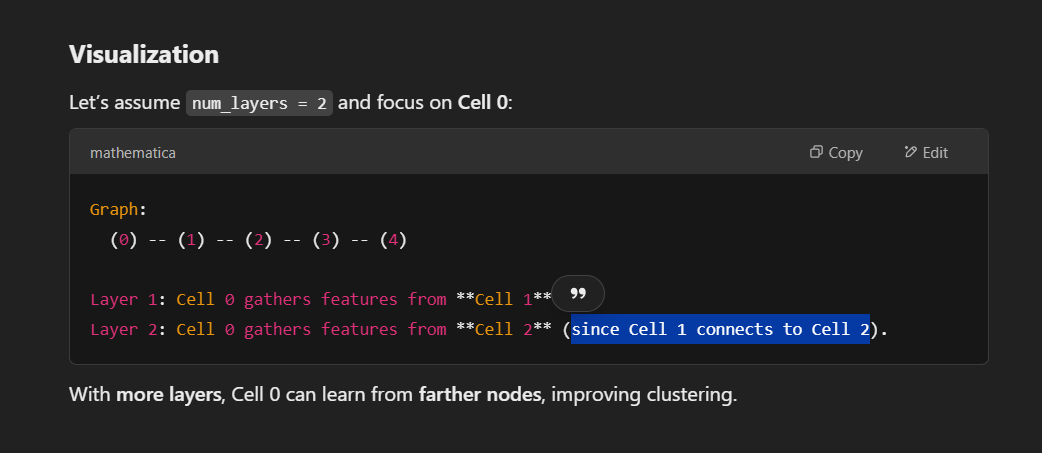 Visualization
Let’s assume num_layers = 2 and focus on Cell 0:
mathematica
Copy
Edit
Graph:
(0) -- (1) -- (2) -- (3) -- (4)
Layer 1: Cell 0 gathers features from **Cell 1**
Layer 2: Cell 0 gathers features from **Cell 2** (since Cell 1 connects to Cell 2).
With more layers, Cell 0 can learn from farther nodes, improving clustering.